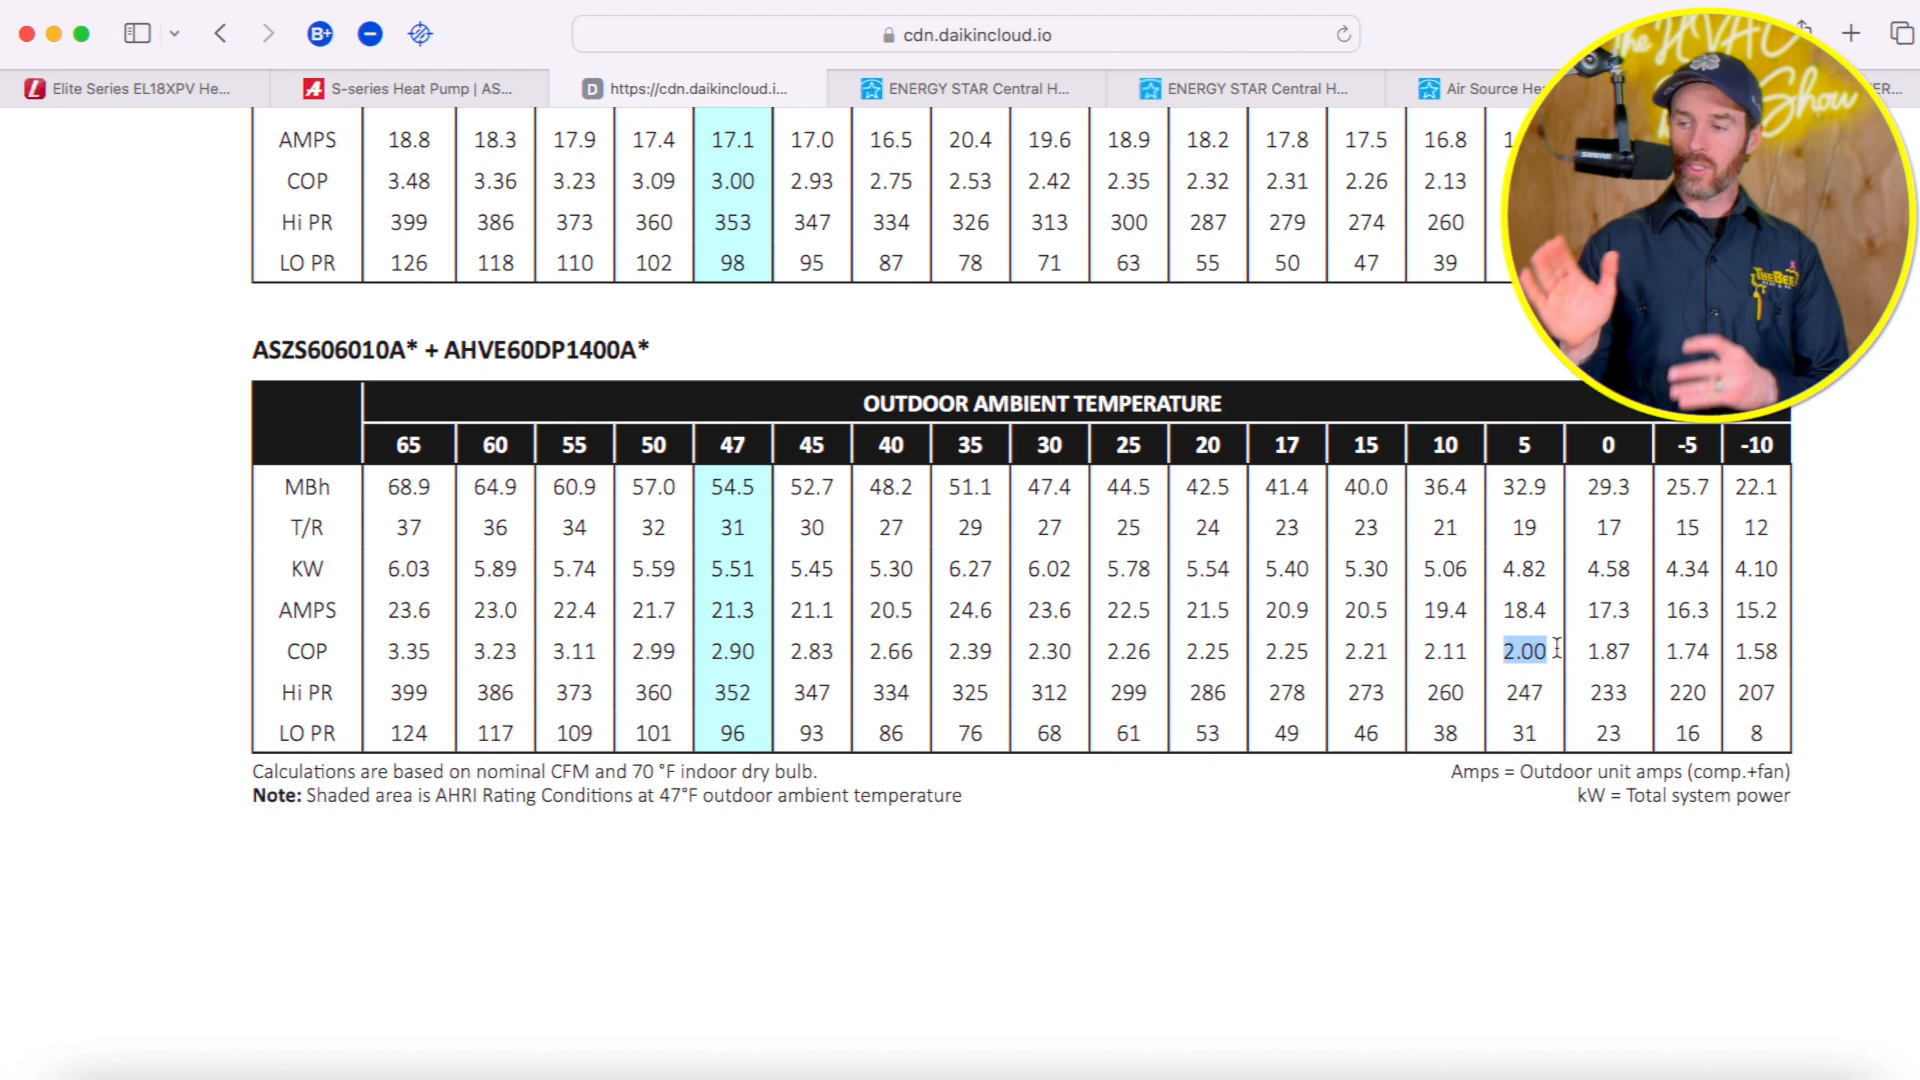 B+
cdn.daikincloud.io
Elite Series EL18XPV He...
S-series Heat Pump | AS...
D https://cdn.daikincloud.i...
ENERGY STAR Central H...
ENERGY STAR Central H...
Air Source He
ER...
The HVAC
Show
SHURE
THE BEE
AMPS 18.8 18.3 17.9 17.4 17.1 17.0 16.5 20.4 19.6 18.9 18.2 17.8 17.5 16.8
COP 3.48 3.36 3.23 3.09 3.00 2.93 2.75 2.53 2.42 2.35 2.32 2.31 2.26 2.13
Hi PR 399 386 373 360 353 347 334 326 313 300 287 279 274 260
LO PR 126 118 110 102 98 95 87 78 71 63 55 50 47 39
ASZS606010A* + AHVE60DP1400A*
OUTDOOR AMBIENT TEMPERATURE
65 60 55 50 47 45 40 35 30 25 20 17 15 10 5 0 -5 -10
MBh 68.9 64.9 60.9 57.0 54.5 52.7 48.2 51.1 47.4 44.5 42.5 41.4 40.0 36.4 32.9 29.3 25.7 22.1
T/R 37 36 34 32 31 30 27 29 27 25 24 23 23 21 19 17 15 12
KW 6.03 5.89 5.74 5.59 5.51 5.45 5.30 6.27 6.02 5.78 5.54 5.40 5.30 5.06 4.82 4.58 4.34 4.10
AMPS 23.6 23.0 22.4 21.7 21.3 21.1 20.5 24.6 23.6 22.5 21.5 20.9 20.5 19.4 18.4 17.3 16.3 15.2
COP 3.35 3.23 3.11 2.99 2.90 2.83 2.66 2.39 2.30 2.26 2.25 2.25 2.21 2.11 2.00 1.87 1.74 1.58
Hi PR 399 386 373 360 352 347 334 325 312 299 286 278 273 260 247 233 220 207
LO PR 124 117 109 101 96 93 86 76 68 61 53 49 46 38 31 23 16 8
Calculations are based on nominal CFM and 70 °F indoor dry bulb.
Amps = Outdoor unit amps (comp.+fan)
Note: Shaded area is AHRI Rating Conditions at 47°F outdoor ambient temperature
kW = Total system power